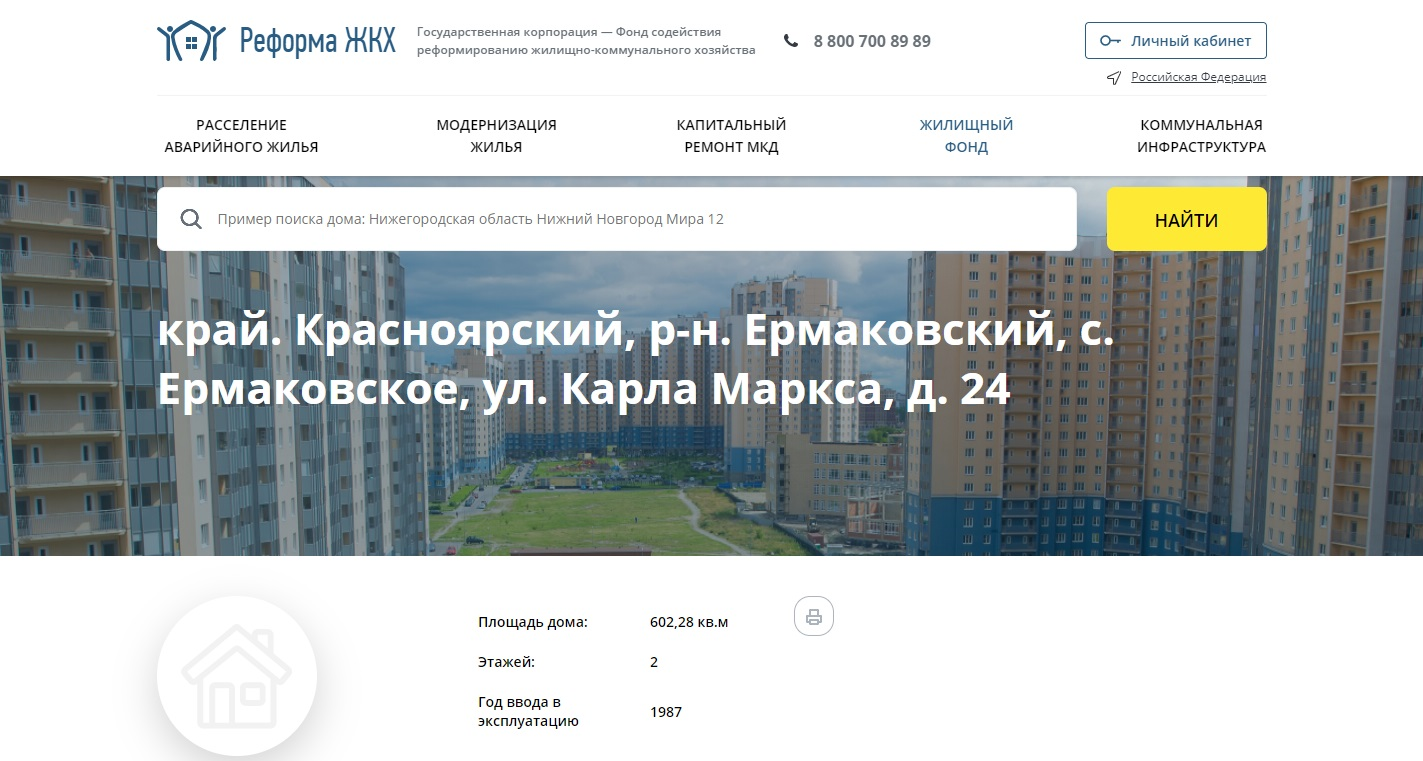 Реформа ЖКХ
Государственная корпорация — Фонд содействия
реформированию жилищно-коммунального хозяйства
8 800 700 89 89
Личный кабинет
Российская Федерация
РАССЕЛЕНИЕ
АВАРИЙНОГО ЖИЛЬЯ
МОДЕРНИЗАЦИЯ
ЖИЛЬЯ
КАПИТАЛЬНЫЙ
РЕМОНТ МКД
ЖИЛИЩНЫЙ
ФОНД
КОММУНАЛЬНАЯ
ИНФРАСТРУКТУРА
Пример поиска дома: Нижегородская область Нижний Новгород Мира 12
НАЙТИ
край. Красноярский, р-н. Ермаковский, с.
Ермаковское, ул. Карла Маркса, д. 24
Площадь дома: 602,28 кв.м
Этажей: 2
Год ввода в
эксплуатацию 1987